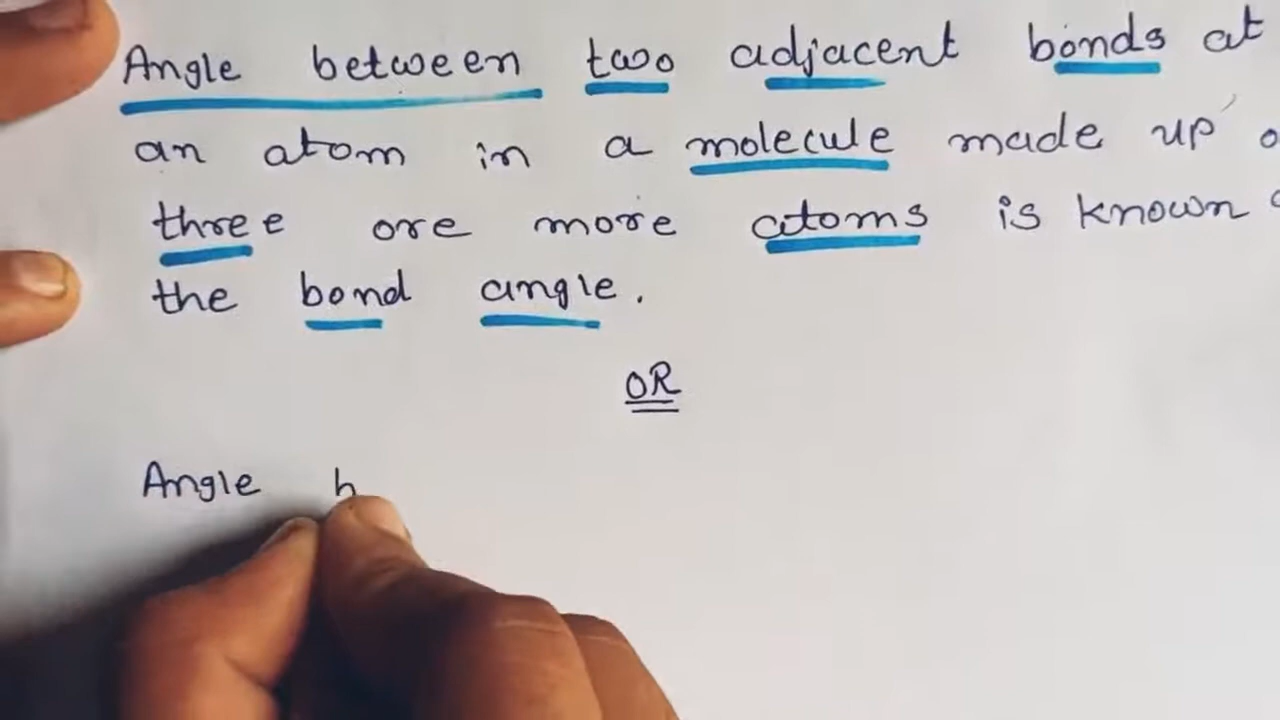 Angle between two adjacent bonds at
an atom in a molecule made up
three ore more atoms is known
the bond angle.
OR
Angle